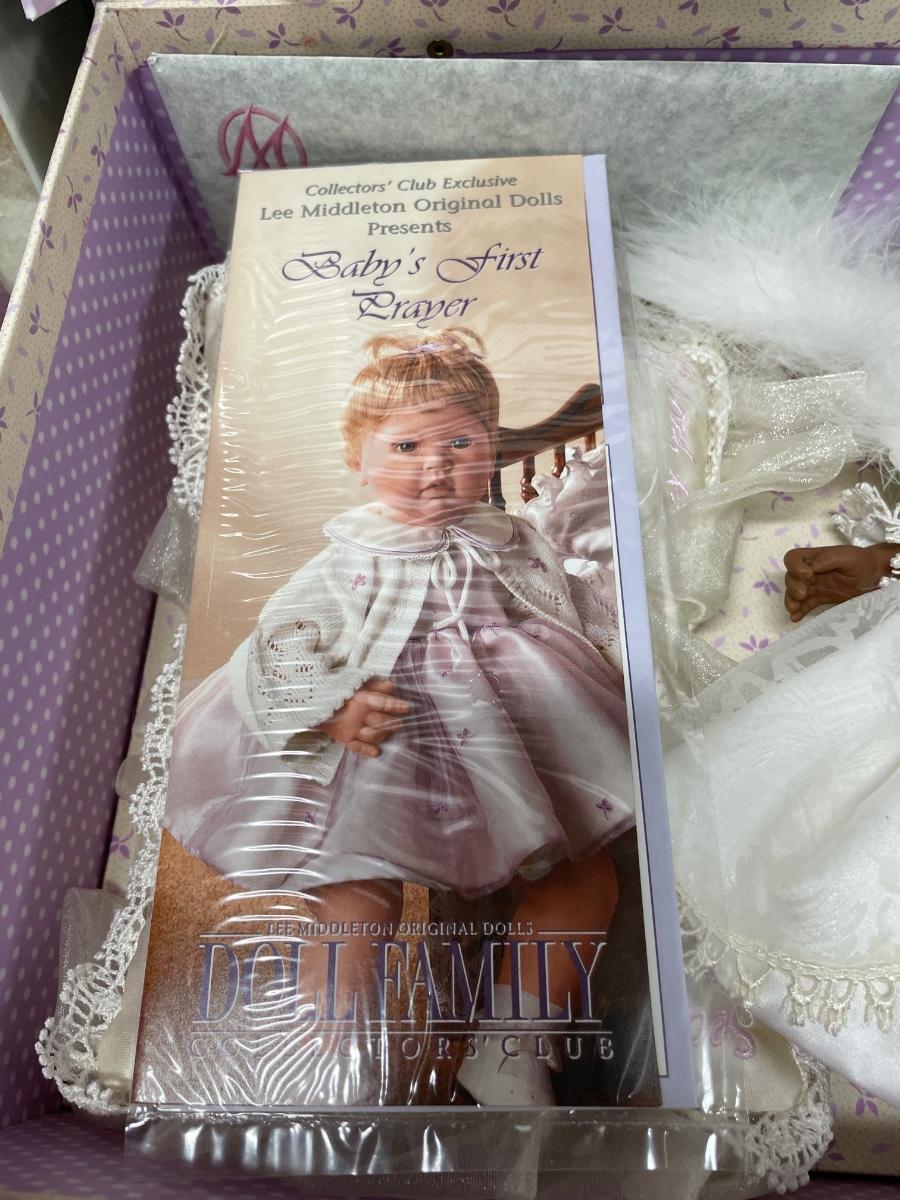 Collectors' Club Exclusive
Lee Middleton Original Dolls
Presents
Baby's First
Prayer
LEE MIDDLETON ORIGINAL DOLLS
DOLL FAMILY
COLLECTORS' CLUB